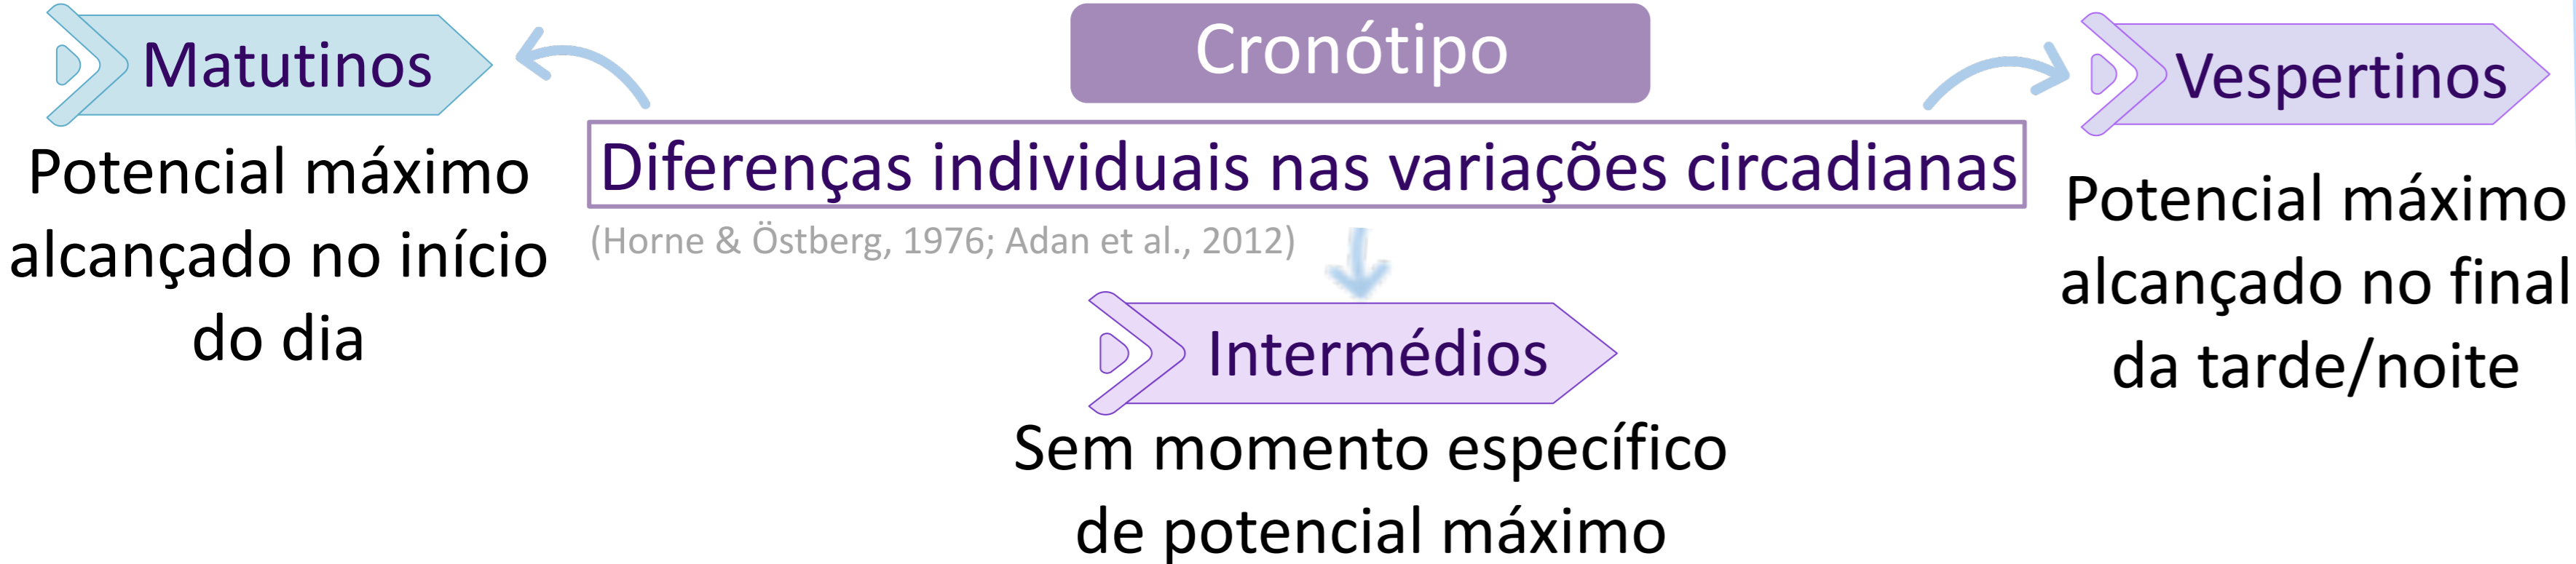 Cronótipo
Diferenças individuais nas variações circadianas
(Horne & Östberg, 1976; Adan et al., 2012)
Matutinos
Potencial máximo
alcançado no início
do dia
Intermédios
Sem momento específico
de potencial máximo
Vespertinos
Potencial máximo
alcançado no final
da tarde/noite